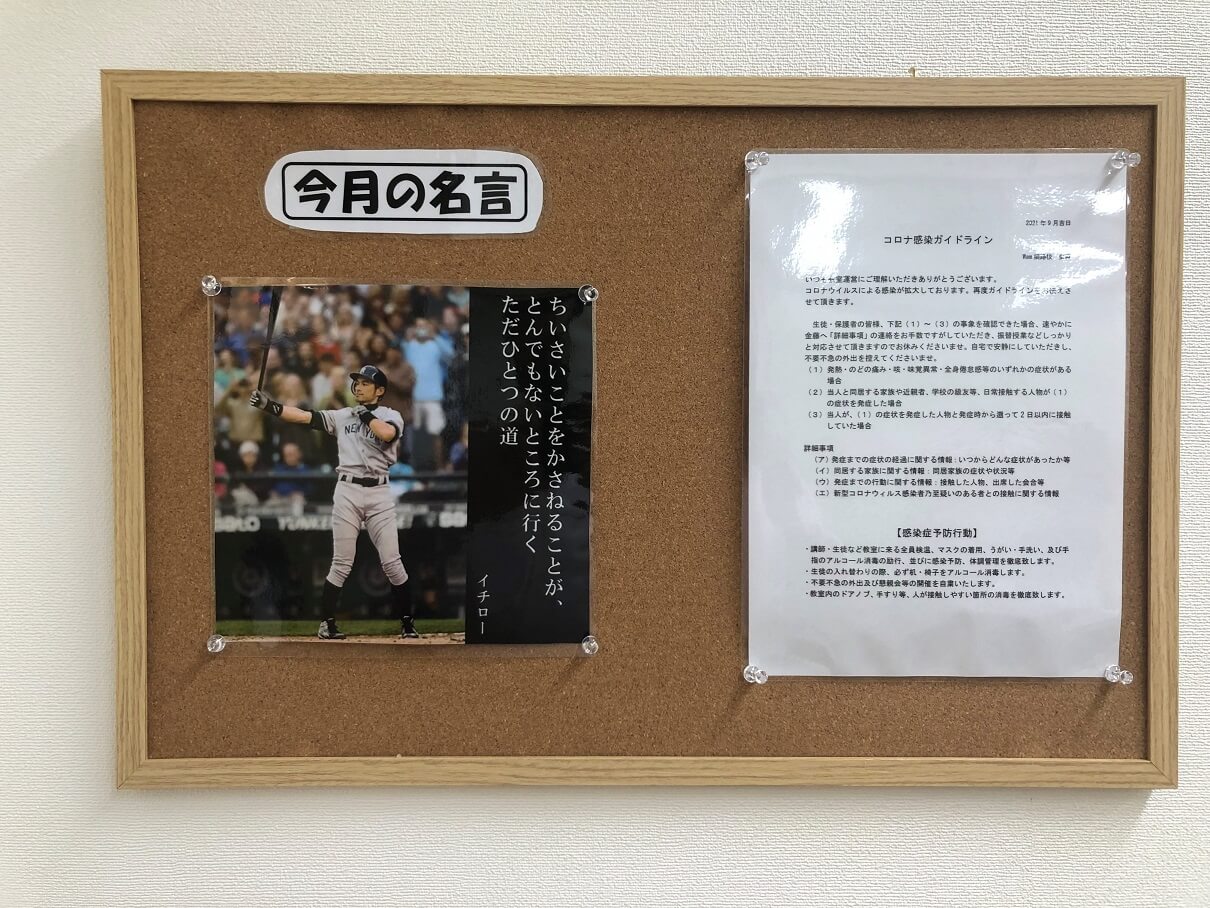 今月の名言
ちいさいことをかさねることが、
とんでもないところに行く
ただひとつの道
イチロー
NEW YORK
2021年9月吉日
コロナ感染ガイドライン
いつも教室運営にご理解いただきありがとうございます。
コロナウイルスによる感染が拡大しております。再度ガイドラインをお伝えさ
せて頂きます。
生徒・保護者の皆様、下記（1）～（3）の事象を確認できた場合、速やかに
金藤へ「詳細事項」の連絡をお手数ですがしていただき、振替授業などしっかり
と対応させて頂きますのでお休みくださいませ。自宅で安静にしていただきし、
不要不急の外出を控えてくださいませ。
（1）発熱・のどの痛み・咳・味覚異常・全身倦怠感等のいずれかの症状がある
場合
（2）当人と同居する家族や近親者、学校の級友等、日常接触する人物が（1）
の症状を発症した場合
（3）当人が、（1）の症状を発症した人物と発症時から遡って2日以内に接触
していた場合
詳細事項
（ア）発症までの症状の経過に関する情報：いつからどんな症状があったか等
（イ）同居する家族に関する情報：同居家族の症状や状況等
（ウ）発症までの行動に関する情報：接触した人物、出席した会合等
（エ）新型コロナウィルス感染者乃至疑いのある者との接触に関する情報
【感染症予防行動】
・講師・生徒など教室に来る全員検温、マスクの着用、うがい・手洗い、及び手
指のアルコール消毒の励行、並びに感染予防、体調管理を徹底致します。
・生徒の入れ替わりの際、必ず机・椅子をアルコール消毒します。
・不要不急の外出及び懇親会等の開催を自粛いたします。
・教室内のドアノブ、手すり等、人が接触しやすい箇所の消毒を徹底致します。